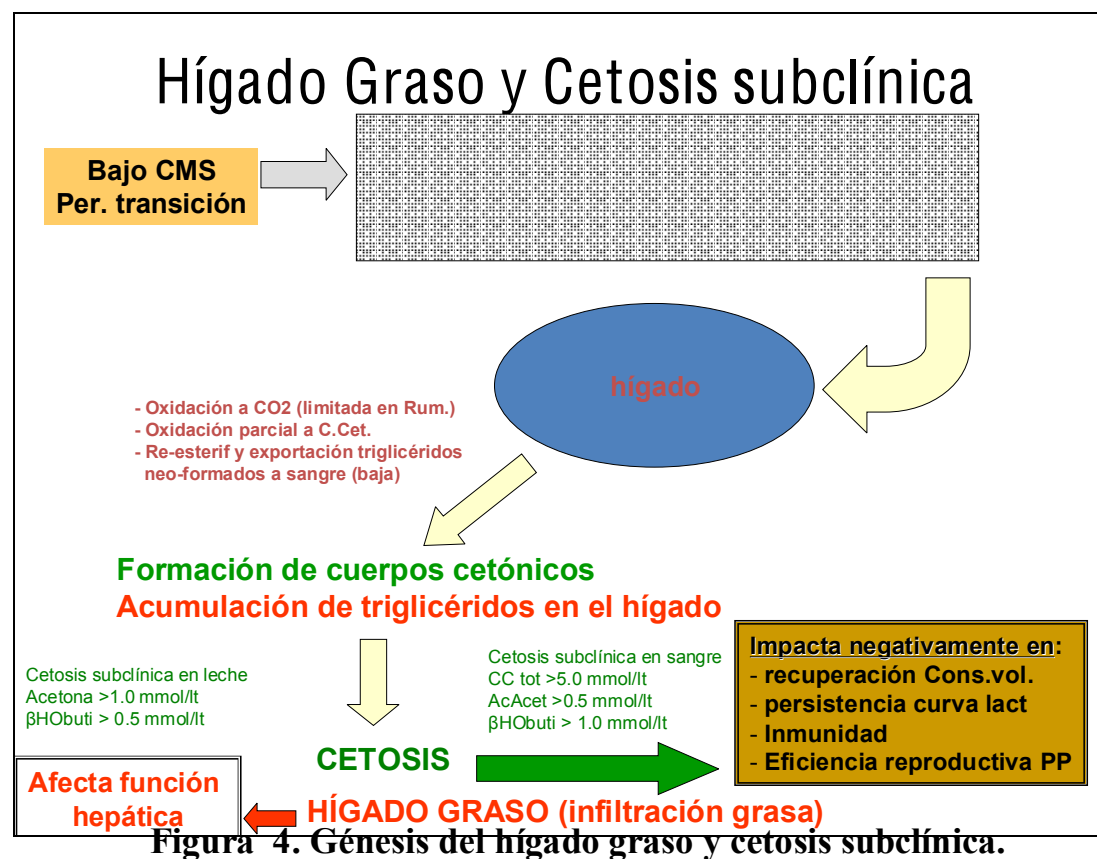 Hígado Graso y Cetosis subclínica
Bajo CMS
Per. transición
hígado
- Oxidación a CO2 (limitada en Rum.)
- Oxidación parcial a C.Cet.
- Re-esterif y exportación triglicéridos
neo-formados a sangre (baja)
Formación de cuerpos cetónicos
Acumulación de triglicéridos en el hígado
Cetosis subclínica en leche
Acetona >1.0 mmol/lt
βHObuti > 0.5 mmol/lt
Cetosis subclínica en sangre
CC tot >5.0 mmol/lt
AcAcet >0.5 mmol/lt
βHObuti > 1.0 mmol/lt
Impacta negativamente en:
- recuperación Cons.vol.
- persistencia curva lact
- Inmunidad
- Eficiencia reproductiva PP
CETOSIS
HÍGADO GRASO (infiltración grasa)
Afecta función
hepática
Figura 4. Génesis del hígado graso y cetosis subclínica.